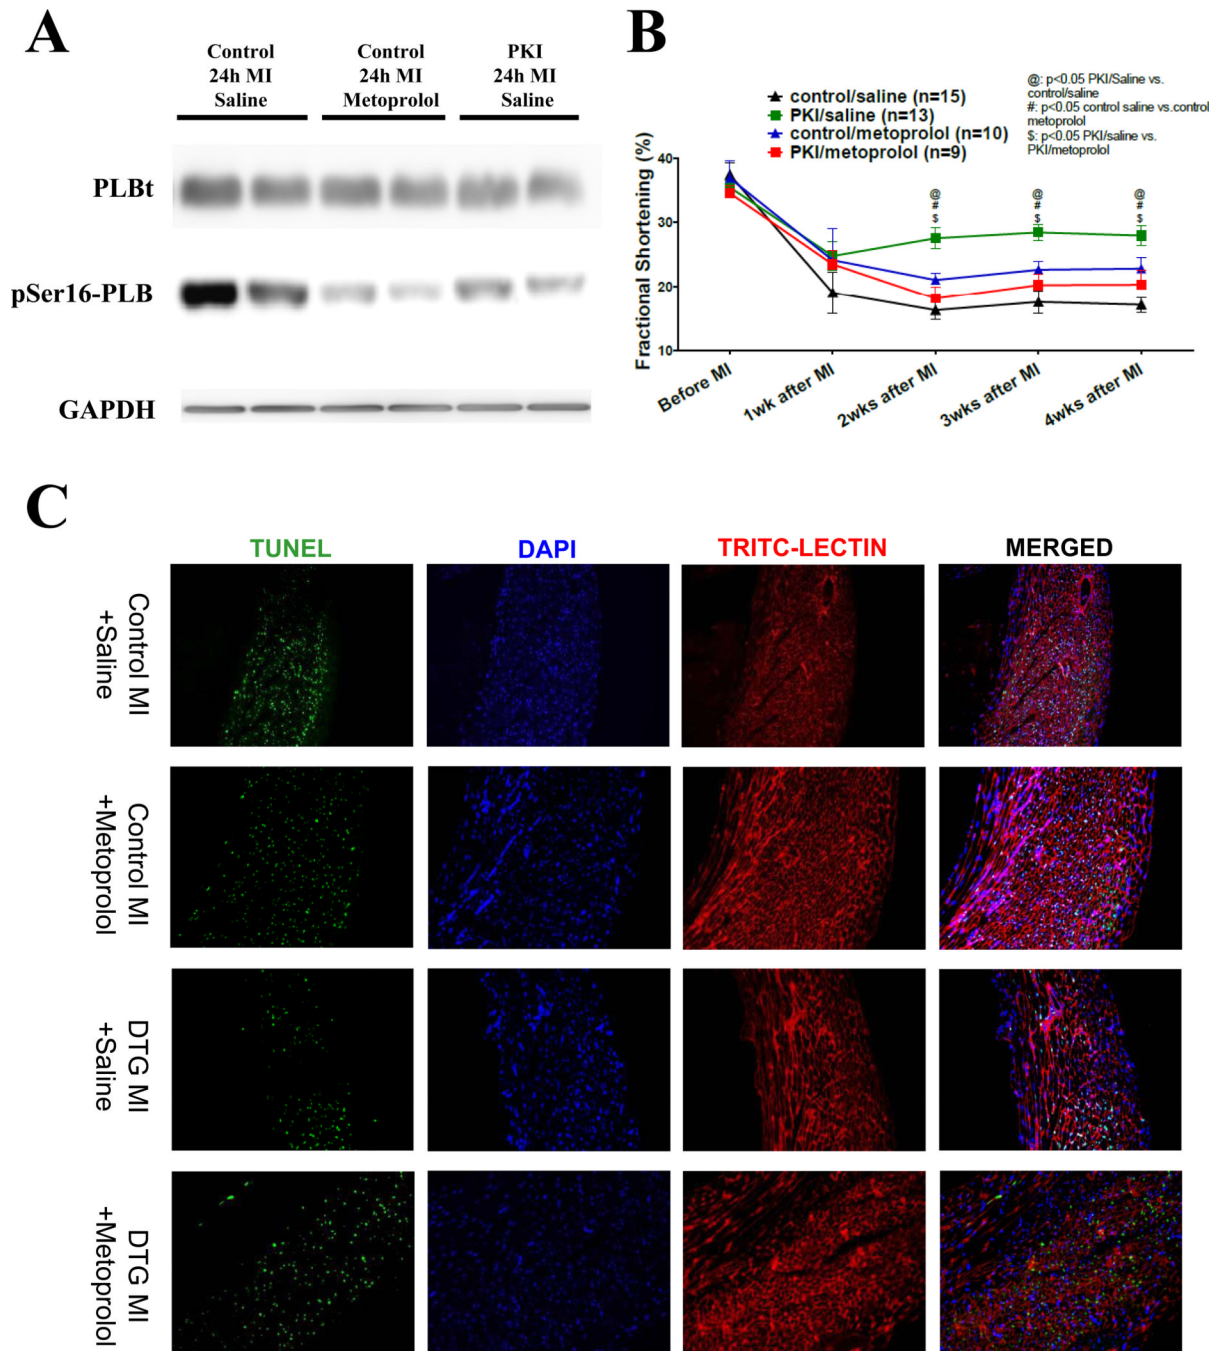 A
Control
24h MI
Saline
Control
24h MI
Metoprolol
PKI
24h MI
Saline
PLBt
pSer16-PLB
GAPDH
B
control/saline (n=15)
PKI/saline (n=13)
control/metoprolol (n=10)
PKI/metoprolol (n=9)
@: p<0.05 PKI/Saline vs.
control/saline
#: p<0.05 control saline vs.control
metoprolol
$: p<0.05 PKI/saline vs.
PKI/metoprolol
Fractional Shortening (%)
40
30
20
10
@
#
$
@
#
$
@
#
$
Before MI
1wk after MI
2wks after MI
3wks after MI
4wks after MI
C
TUNEL
DAPI
TRITC-LECTIN
MERGED
Control MI
+Saline
Control MI
+Metoprolol
DTG MI
+Saline
DTG MI
+Metoprolol